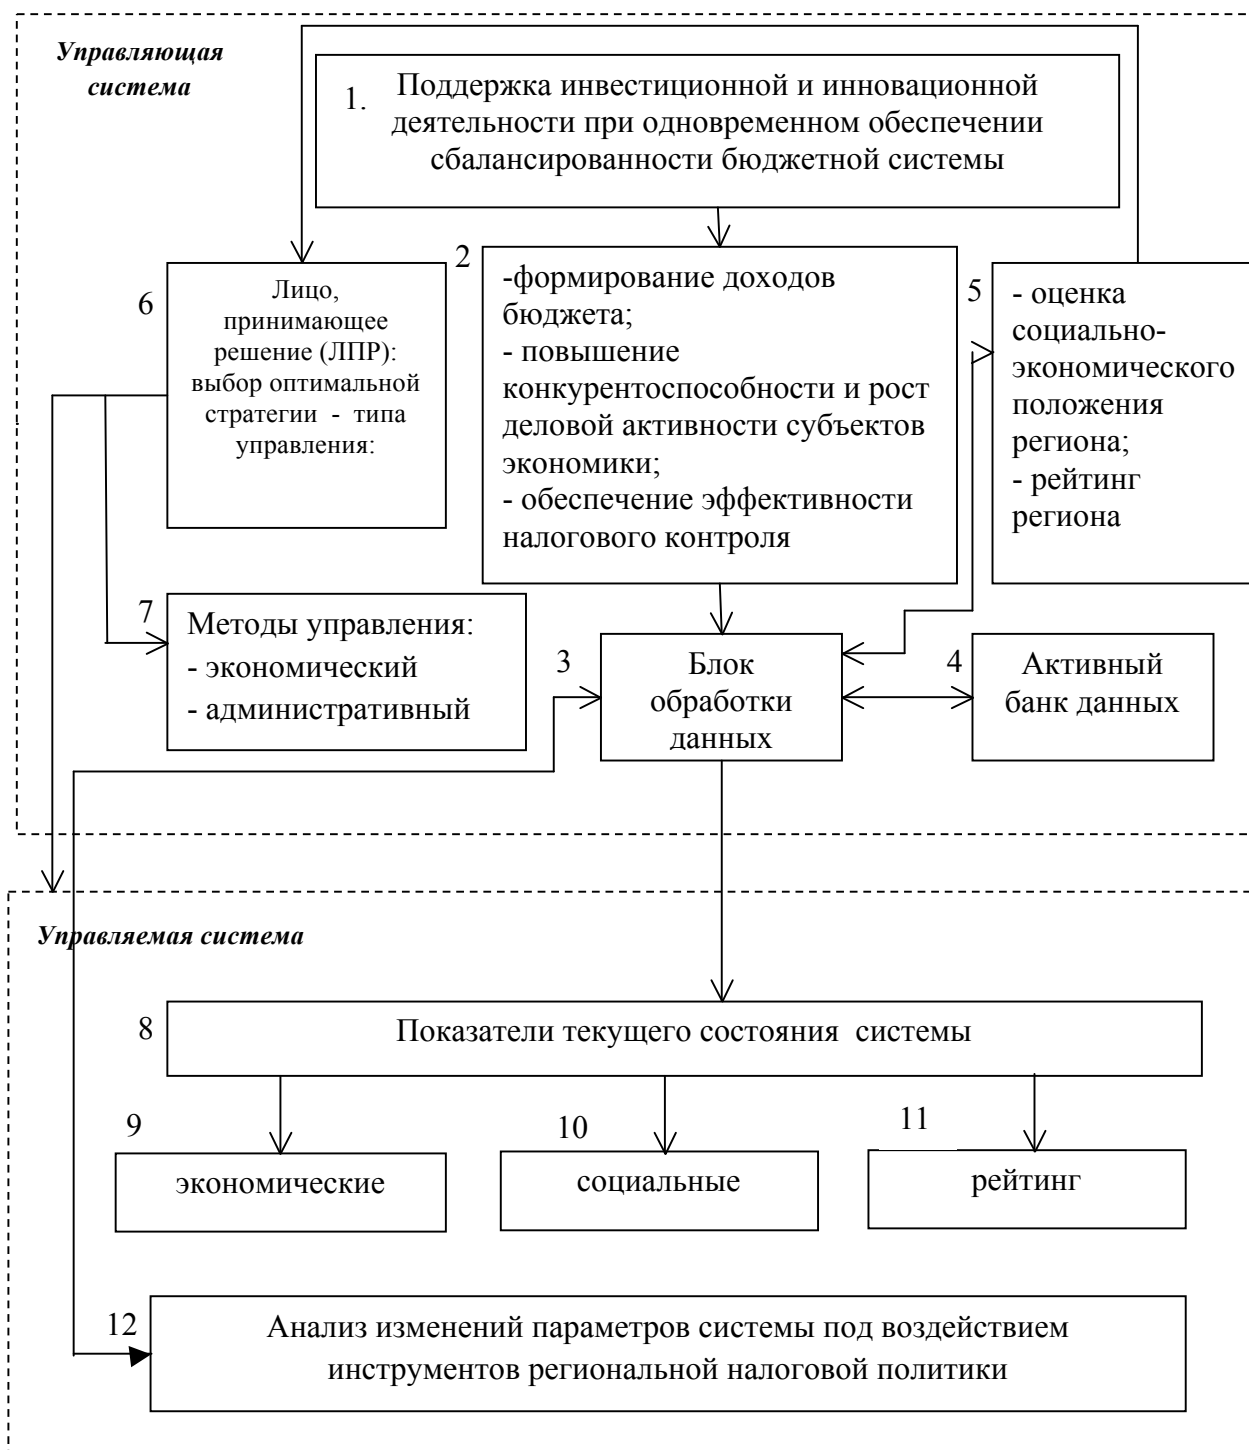 Управляющая
система
1.
Поддержка инвестиционной и инновационной
деятельности при одновременном обеспечении
сбалансированности бюджетной системы
2
-формирование доходов
бюджета;
- повышение
конкурентоспособности и рост
деловой активности субъектов
экономики;
- обеспечение эффективности
налогового контроля
5
- оценка
социально-
экономического
положения
региона;
- рейтинг
региона
6
Лицо,
принимающее
решение (ЛПР):
выбор оптимальной
стратегии - типа
управления:
7
Методы управления:
- экономический
- административный
3
Блок
обработки
данных
4
Активный
банк данных
Управляемая система
8
Показатели текущего состояния системы
9
экономические
10
социальные
11
рейтинг
12
Анализ изменений параметров системы под воздействием
инструментов региональной налоговой политики